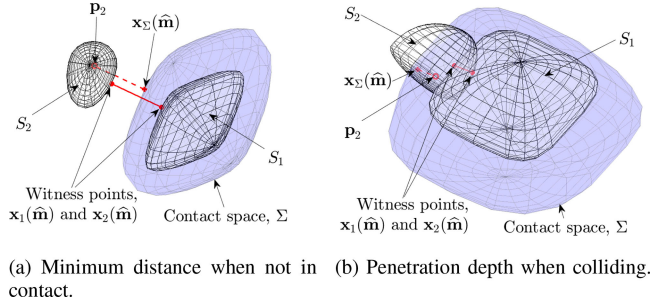 p₂
x_Σ(m̂)
S₂
S₁
Witness points,
x₁(m̂) and x₂(m̂)
Contact space, Σ
(a) Minimum distance when not in
contact.
S₂
S₁
x_Σ(m̂)
p₂
Witness points,
x₁(m̂) and x₂(m̂)
Contact space, Σ
(b) Penetration depth when colliding.